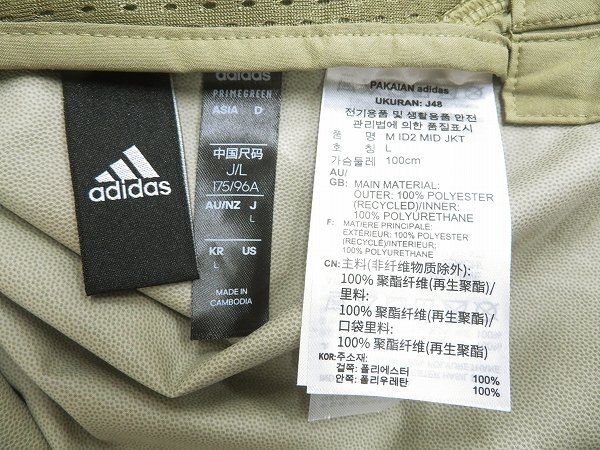 adidas
adidas
PRIMEGREEN
ASIA D
中国尺码
J/L
175/96A
AU/NZ J
L
KR US
L
MADE IN
CAMBODIA
PAKAIAN adidas
UKURAN: J48
전기용품 및 생활용품 안전
관리법에 의한 품질표시
품 명 M ID2 MID JKT
호 칭 L
가슴둘레 100cm
AU/
GB: MAIN MATERIAL:
OUTER: 100% POLYESTER
(RECYCLED)/INNER:
100% POLYURETHANE
F: MATIÈRE PRINCIPALE:
EXTÉRIEUR: 100% POLYESTER
(RECYCLÉ)/INTERIEUR:
100% POLYURETHANE
CN: 主料(非纤维物质除外):
100% 聚酯纤维(再生聚酯)/
里料:
100% 聚酯纤维(再生聚酯)/
口袋里料:
100% 聚酯纤维(再生聚酯)
KOR: 주소재:
겉쪽: 폴리에스터 100%
안쪽: 폴리우레탄 100%